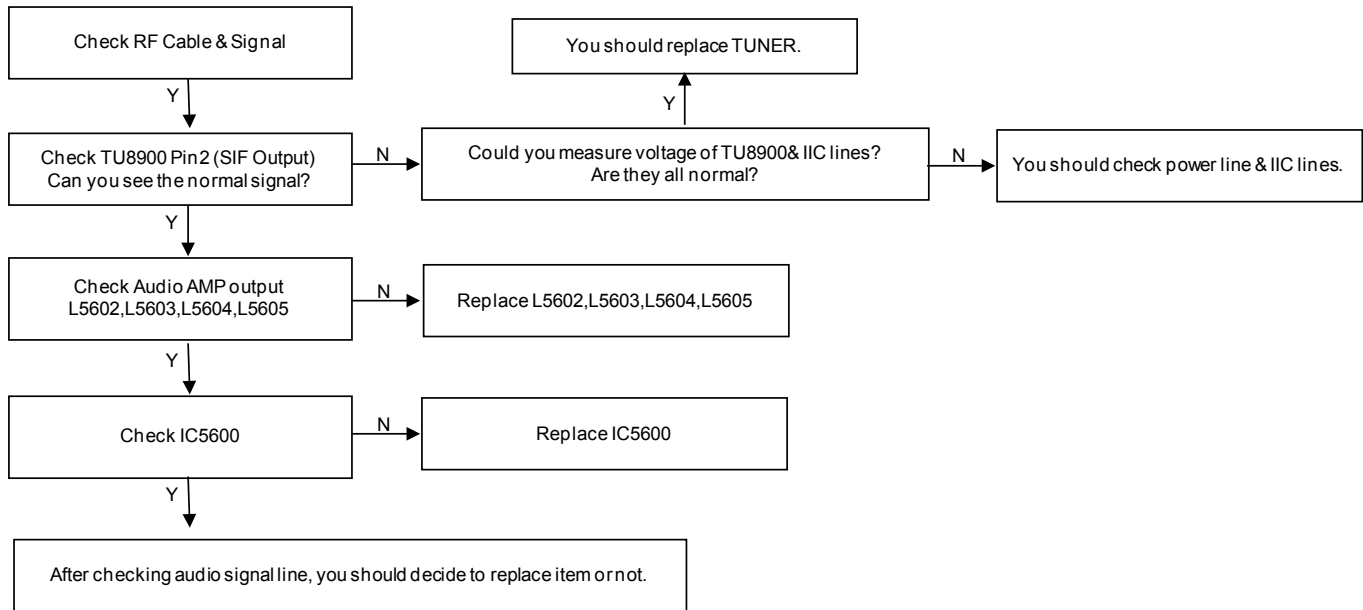 Check RF Cable & Signal
You should replace TUNER.
Y
Y
Check TU8900 Pin2 (SIF Output)
Can you see the normal signal?
N
Could you measure voltage of TU8900& IIC lines?
Are they all normal?
N
You should check power line & IIC lines.
Y
Check Audio AMP output
L5602,L5603,L5604,L5605
N
Replace L5602,L5603,L5604,L5605
Y
Check IC5600
N
Replace IC5600
Y
After checking audio signal line, you should decide to replace item or not.